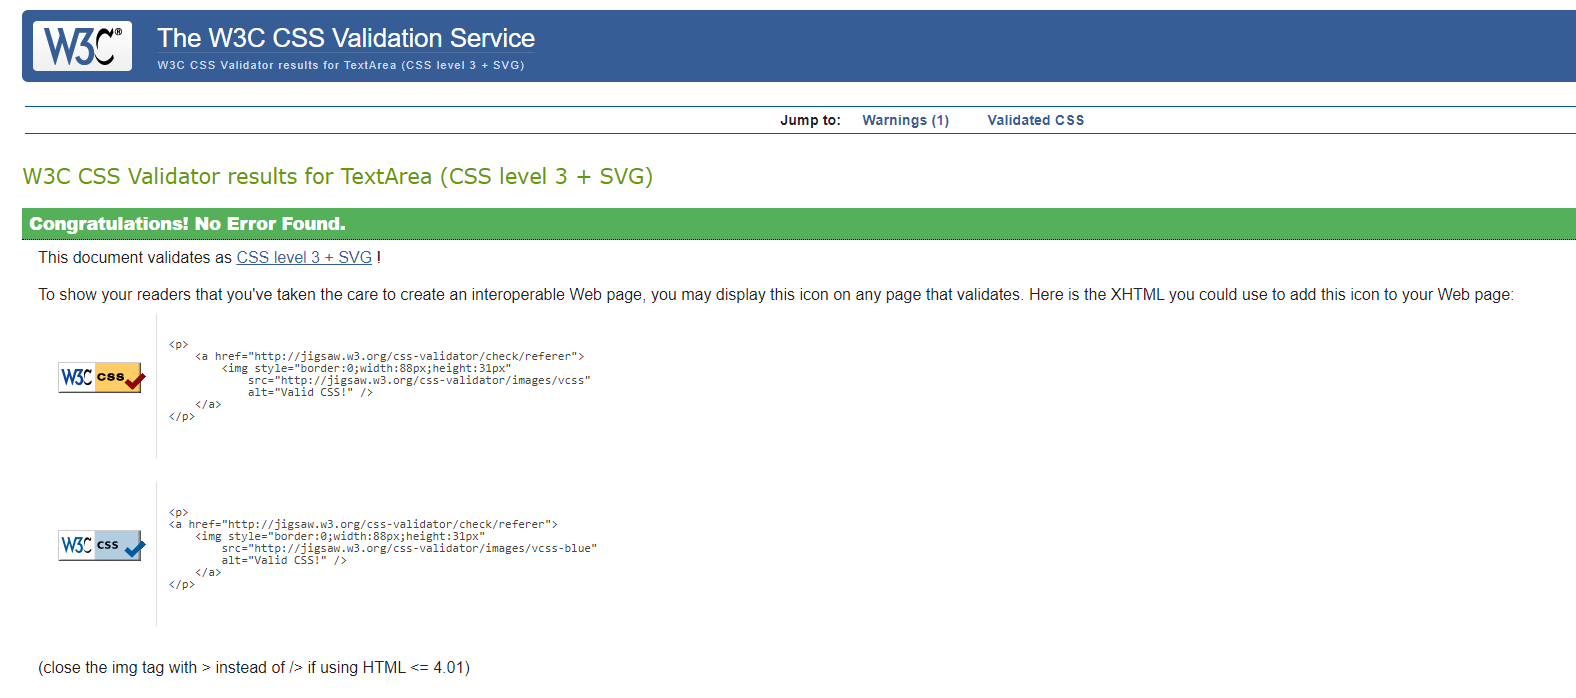 W3C® The W3C CSS Validation Service
W3C CSS Validator results for TextArea (CSS level 3 + SVG)
Jump to: Warnings (1) Validated CSS
W3C CSS Validator results for TextArea (CSS level 3 + SVG)
Congratulations! No Error Found.
This document validates as CSS level 3 + SVG !
To show your readers that you've taken the care to create an interoperable Web page, you may display this icon on any page that validates. Here is the XHTML you could use to add this icon to your Web page:
W3C css
<p>
<a href="http://jigsaw.w3.org/css-validator/check/referer">
<img style="border:0;width:88px;height:31px"
src="http://jigsaw.w3.org/css-validator/images/vcss"
alt="Valid CSS!" />
</a>
</p>
W3C css
<p>
<a href="http://jigsaw.w3.org/css-validator/check/referer">
<img style="border:0;width:88px;height:31px"
src="http://jigsaw.w3.org/css-validator/images/vcss-blue"
alt="Valid CSS!" />
</a>
</p>
(close the img tag with > instead of /> if using HTML <= 4.01)